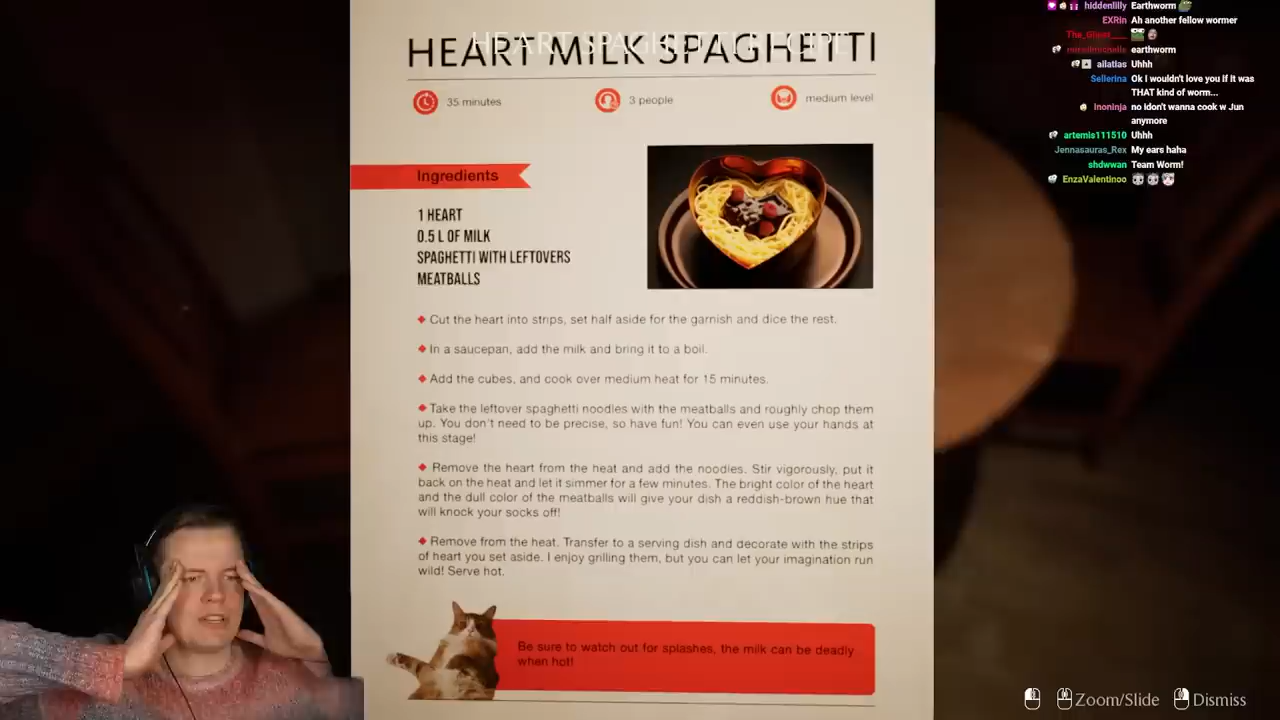 HEART SPAGHETTI RECIPE
HEART MILK SPAGHETTI
35 minutes
3 people
medium level
Ingredients
1 HEART
0.5 L OF MILK
SPAGHETTI WITH LEFTOVERS
MEATBALLS
Cut the heart into strips, set half aside for the garnish and dice the rest.
In a saucepan, add the milk and bring it to a boil.
Add the cubes, and cook over medium heat for 15 minutes.
Take the leftover spaghetti noodles with the meatballs and roughly chop them
up. You don't need to be precise, so have fun! You can even use your hands at
this stage!
Remove the heart from the heat and add the noodles. Stir vigorously, put it
back on the heat and let it simmer for a few minutes. The bright color of the heart
and the dull color of the meatballs will give your dish a reddish-brown hue that
will knock your socks off!
Remove from the heat. Transfer to a serving dish and decorate with the strips
of heart you set aside. I enjoy grilling them, but you can let your imagination run
wild! Serve hot.
Be sure to watch out for splashes, the milk can be deadly
when hot!
hiddenlilly Earthworm
EXRin Ah another fellow wormer
earthworm
ailatias Uhhh
Sellerina Ok I wouldn't love you if it was
THAT kind of worm...
Inoninja no idon't wanna cook w Jun
anymore
artemis111510 Uhhh
Jennasauras_Rex My ears haha
shdwwan Team Worm!
EnzaValentinoo
Zoom/Slide
Dismiss